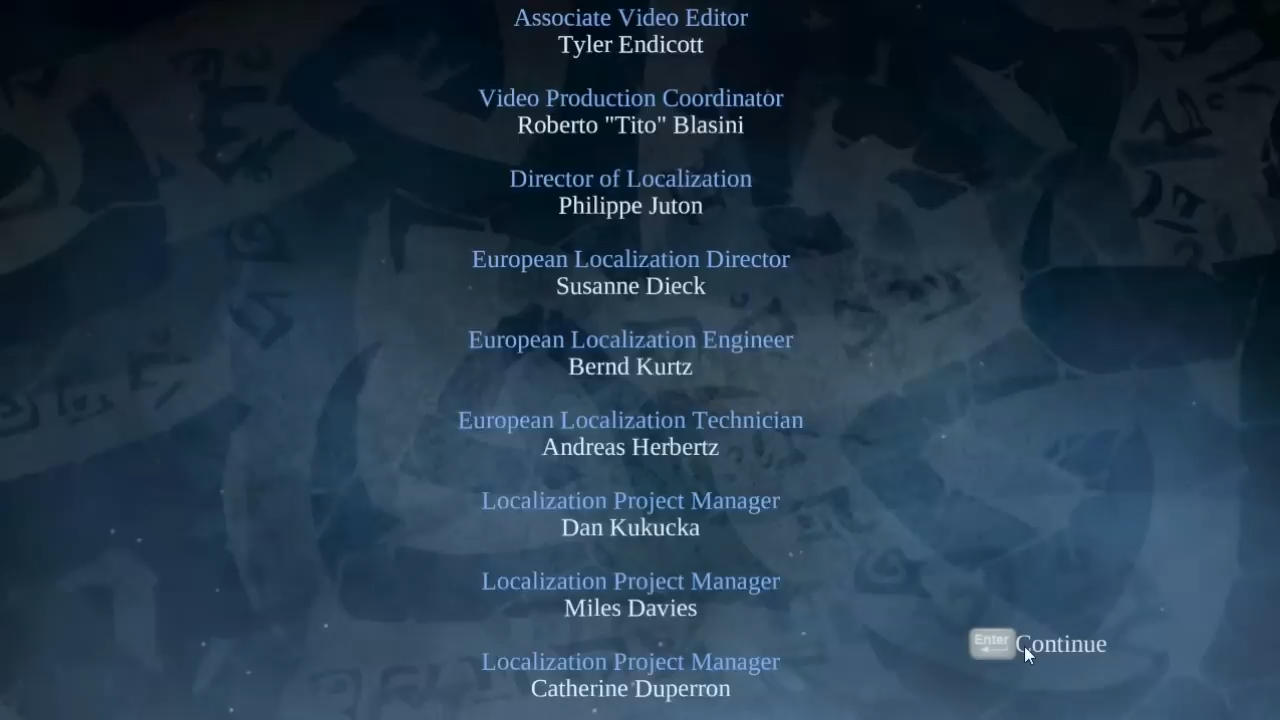 Associate Video Editor
Tyler Endicott
Video Production Coordinator
Roberto "Tito" Blasini
Director of Localization
Philippe Juton
European Localization Director
Susanne Dieck
European Localization Engineer
Bernd Kurtz
European Localization Technician
Andreas Herbertz
Localization Project Manager
Dan Kukucka
Localization Project Manager
Miles Davies
Enter Continue
Localization Project Manager
Catherine Duperron